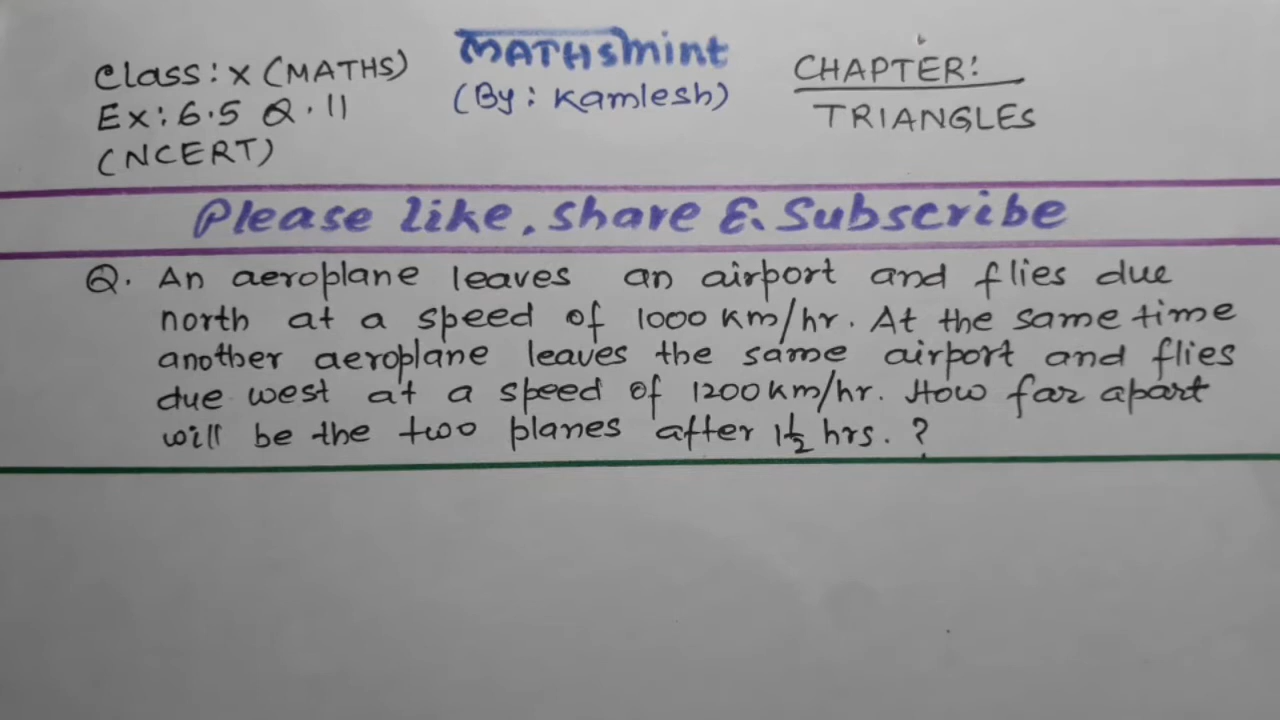 Class: X (MATHS)
Ex: 6.5 Q.11
(NCERT)
MATHSMint
(By: Kamlesh)
CHAPTER:
TRIANGLES
Please like, share & Subscribe
Q. An aeroplane leaves an airport and flies due
north at a speed of 1000 km/hr. At the same time
another aeroplane leaves the same airport and flies
due west at a speed of 1200 km/hr. How far apart
will be the two planes after 1½ hrs. ?